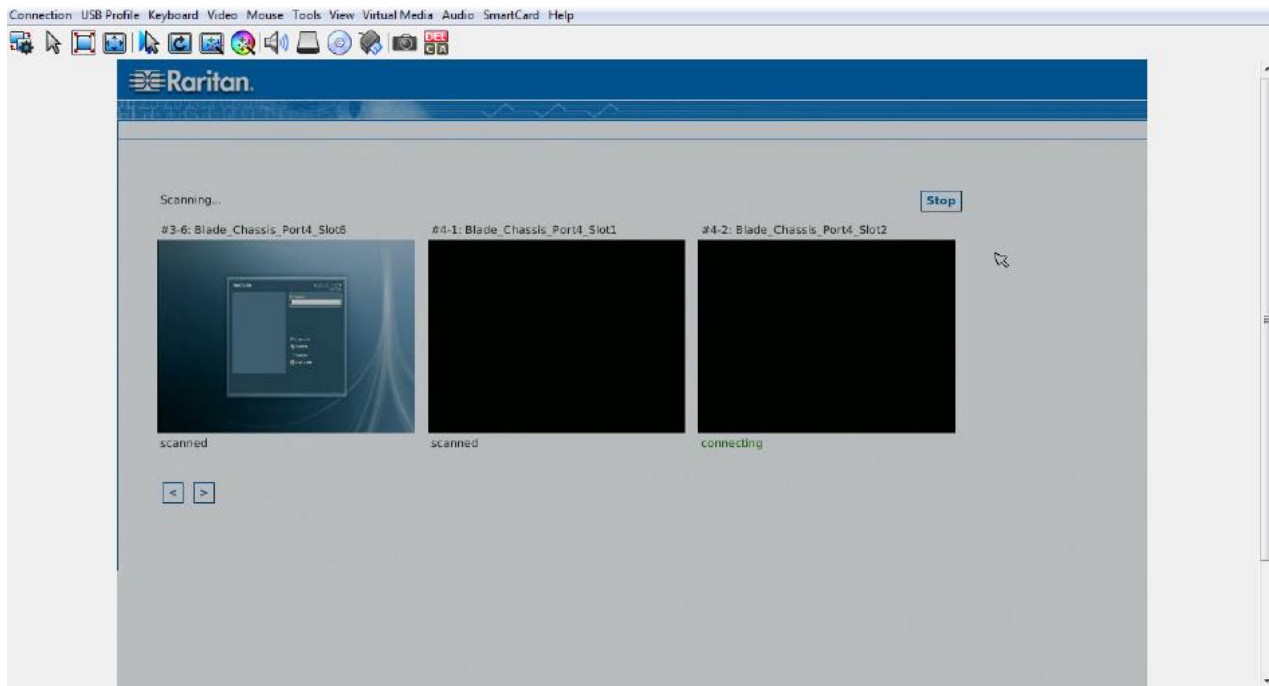 Connection USB Profile Keyboard Video Mouse Tools View Virtual Media Audio SmartCard Help
DEL
C A
Raritan.
Scanning...
Stop
#3-6: Blade_Chassis_Port4_Slot6
#4-1: Blade_Chassis_Port4_Slot1
#4-2: Blade_Chassis_Port4_Slot2
scanned
scanned
connecting
<
>